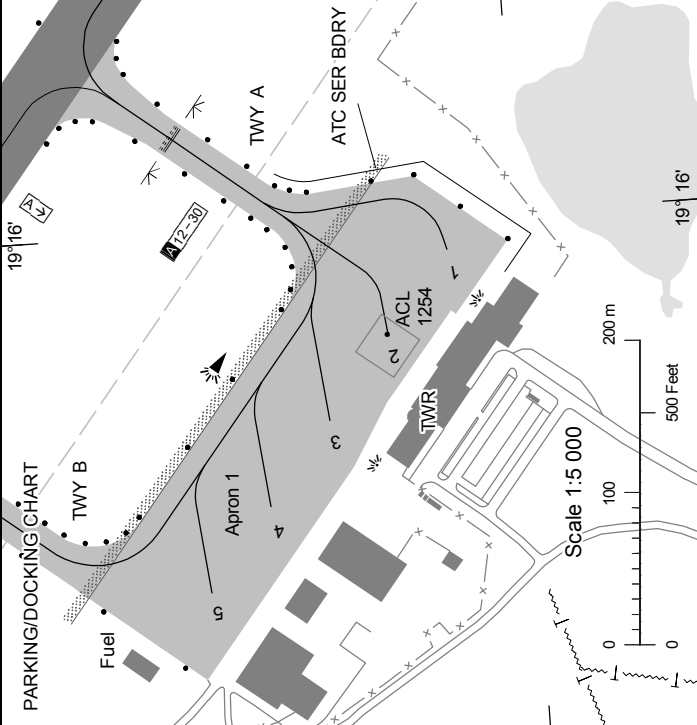 PARKING/DOCKING CHART
19° 16'
A→
A 12-30
TWY A
ATC SER BDRY
TWY B
Fuel
Apron 1
1
2
3
4
5
ACL
1254
TWR
19° 16'
Scale 1:5 000
0
100
200 m
0
500 Feet